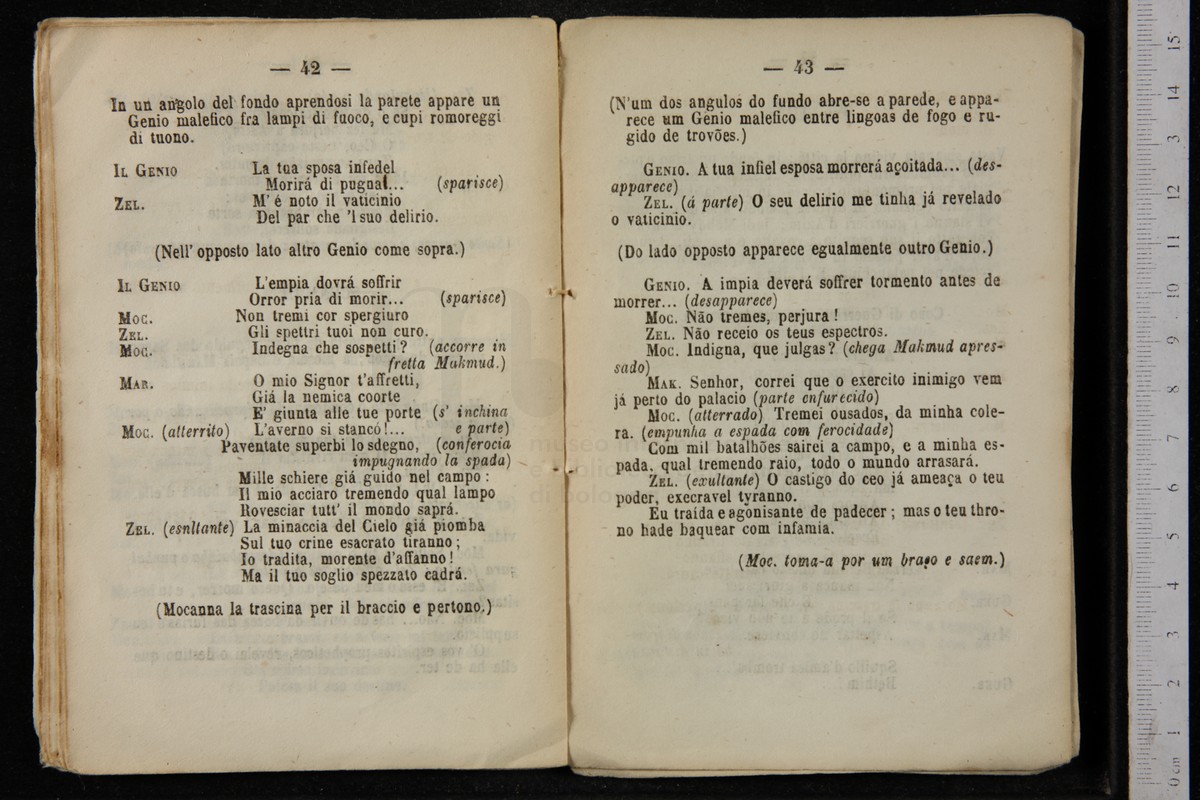 — 42 —
In un angolo del fondo aprendosi la parete appare un
Genio malefico fra lampi di fuoco, e cupi romoreggi
di tuono.
IL GENIO La tua sposa infedel
Morirá di pugnal... (sparisce)
ZEL. M' é noto il vaticinio
Del par che 'l suo delirio.
(Nell' opposto lato altro Genio come sopra.)
IL GENIO L'empia dovrá soffrir
Orror pria di morir... (sparisce)
MOC. Non tremi cor spergiuro
ZEL. Gli spettri tuoi non curo.
MOC. Indegna che sospetti? (accorre in
fretta Makmud.)
MAR. O mio Signor t'affretti,
Giá la nemica coorte
E' giunta alle tue porte (s' inchina
MOC. (atterrito) L'averno si stancó!... e parte)
Paventate superbi lo sdegno, (conferocia
impugnando la spada)
Mille schiere giá guido nel campo:
Il mio acciaro tremendo qual lampo
Rovesciar tutt' il mondo saprá.
ZEL. (esnltante) La minaccia del Cielo giá piomba
Sul tuo crine esacrato tiranno;
Io tradita, morente d'affanno!
Ma il tuo soglio spezzato cadrá.
(Mocanna la trascina per il braccio e pertono.)
— 43 —
(N'um dos angulos do fundo abre-se a parede, e appa-
rece um Genio malefico entre lingoas de fogo e ru-
gido de trovões.)
GENIO. A tua infiel esposa morrerá açoitada... (des-
apparece)
ZEL. (á parte) O seu delirio me tinha já revelado
o vaticinio.
(Do lado opposto apparece egualmente outro Genio.)
GENIO. A impia deverá soffrer tormento antes de
morrer... (desapparece)
MOC. Não tremes, perjura!
ZEL. Não receio os teus espectros.
MOC. Indigna, que julgas? (chega Makmud apres-
sado)
MAK. Senhor, correi que o exercito inimigo vem
já perto do palacio (parte enfurecido)
MOC. (atterrado) Tremei ousados, da minha cole-
ra. (empunha a espada com ferocidade)
Com mil batalhões sairei a campo, e a minha es-
pada, qual tremendo raio, todo o mundo arrasará.
ZEL. (exultante) O castigo do ceo já ameaça o teu
poder, execravel tyranno.
Eu traída e agonisante de padecer; mas o teu thro-
no hade baquear com infamia.
(Moc. toma-a por um braço e saem.)